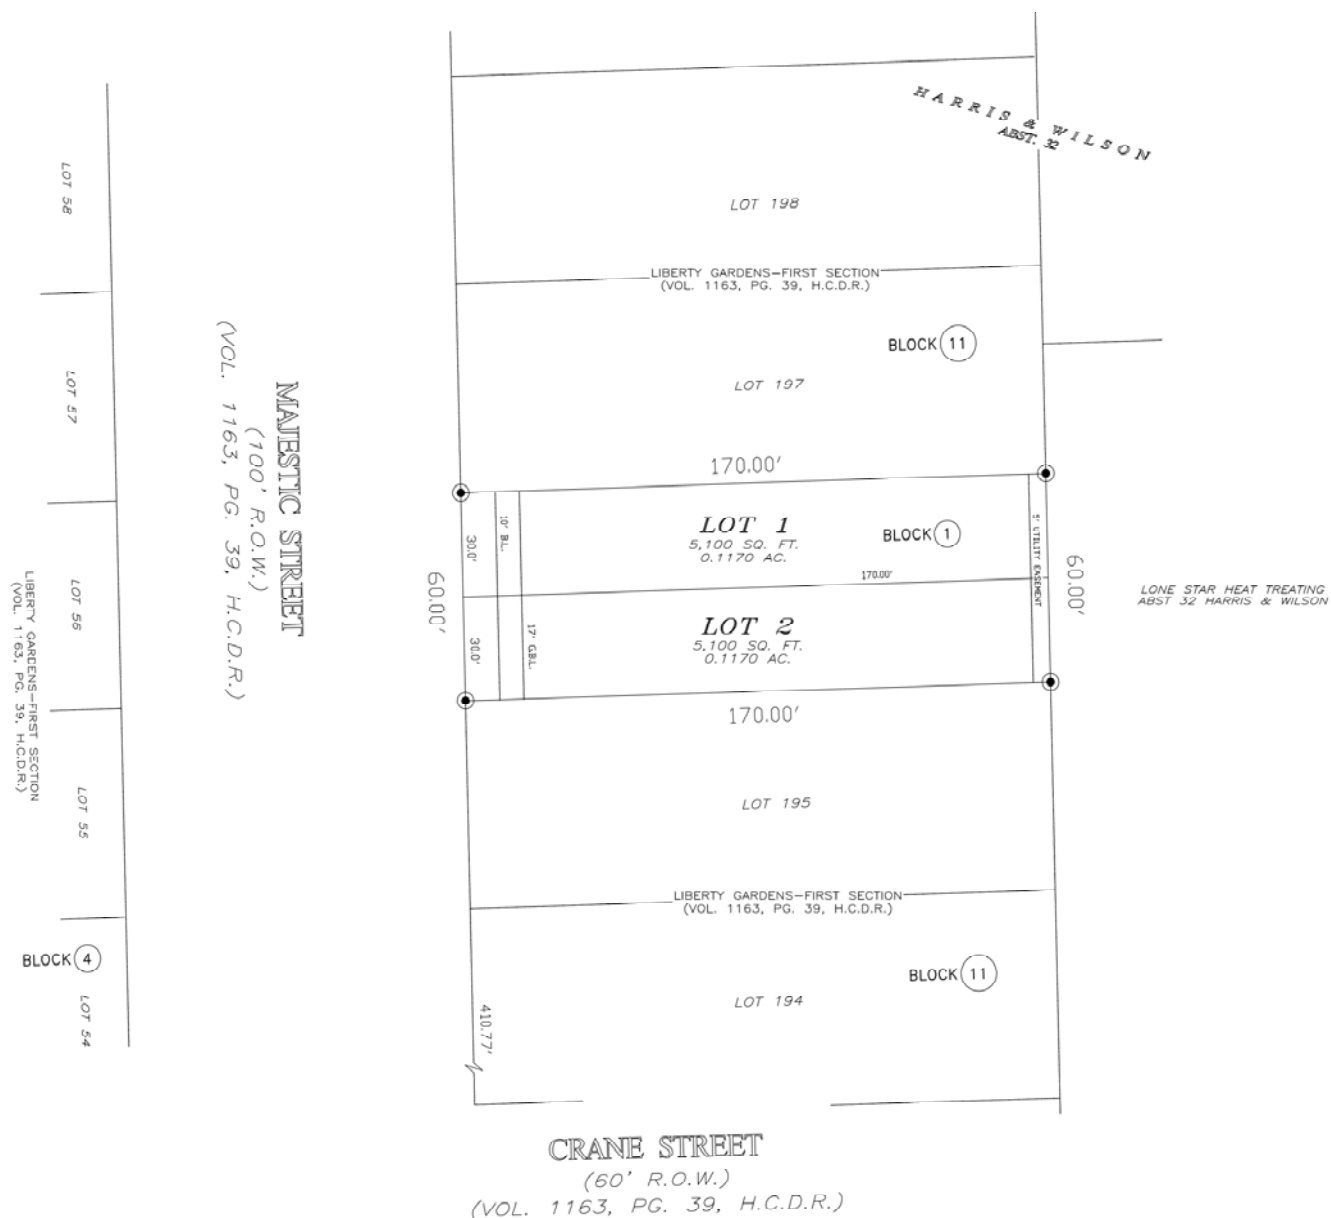 HARRIS & WILSON
ABST. 32
LOT 198
LIBERTY GARDENS-FIRST SECTION
(VOL. 1163, PG. 39, H.C.D.R.)
BLOCK 11
LOT 197
170.00'
LOT 1
5,100 SQ. FT.
0.1170 AC.
BLOCK 1
10' B.L.
30.0'
170.00'
5' UTILITY EASEMENT
60.00'
60.00'
LOT 2
5,100 SQ. FT.
0.1170 AC.
30.0'
17' G.B.L.
170.00'
LONE STAR HEAT TREATING
ABST 32 HARRIS & WILSON
LOT 195
LIBERTY GARDENS-FIRST SECTION
(VOL. 1163, PG. 39, H.C.D.R.)
BLOCK 11
LOT 194
410.77'
MAJESTIC STREET
(100' R.O.W.)
(VOL. 1163, PG. 39, H.C.D.R.)
LOT 58
LOT 57
LOT 56
LIBERTY GARDENS-FIRST SECTION
(VOL. 1163, PG. 39, H.C.D.R.)
LOT 55
BLOCK 4
LOT 54
CRANE STREET
(60' R.O.W.)
(VOL. 1163, PG. 39, H.C.D.R.)